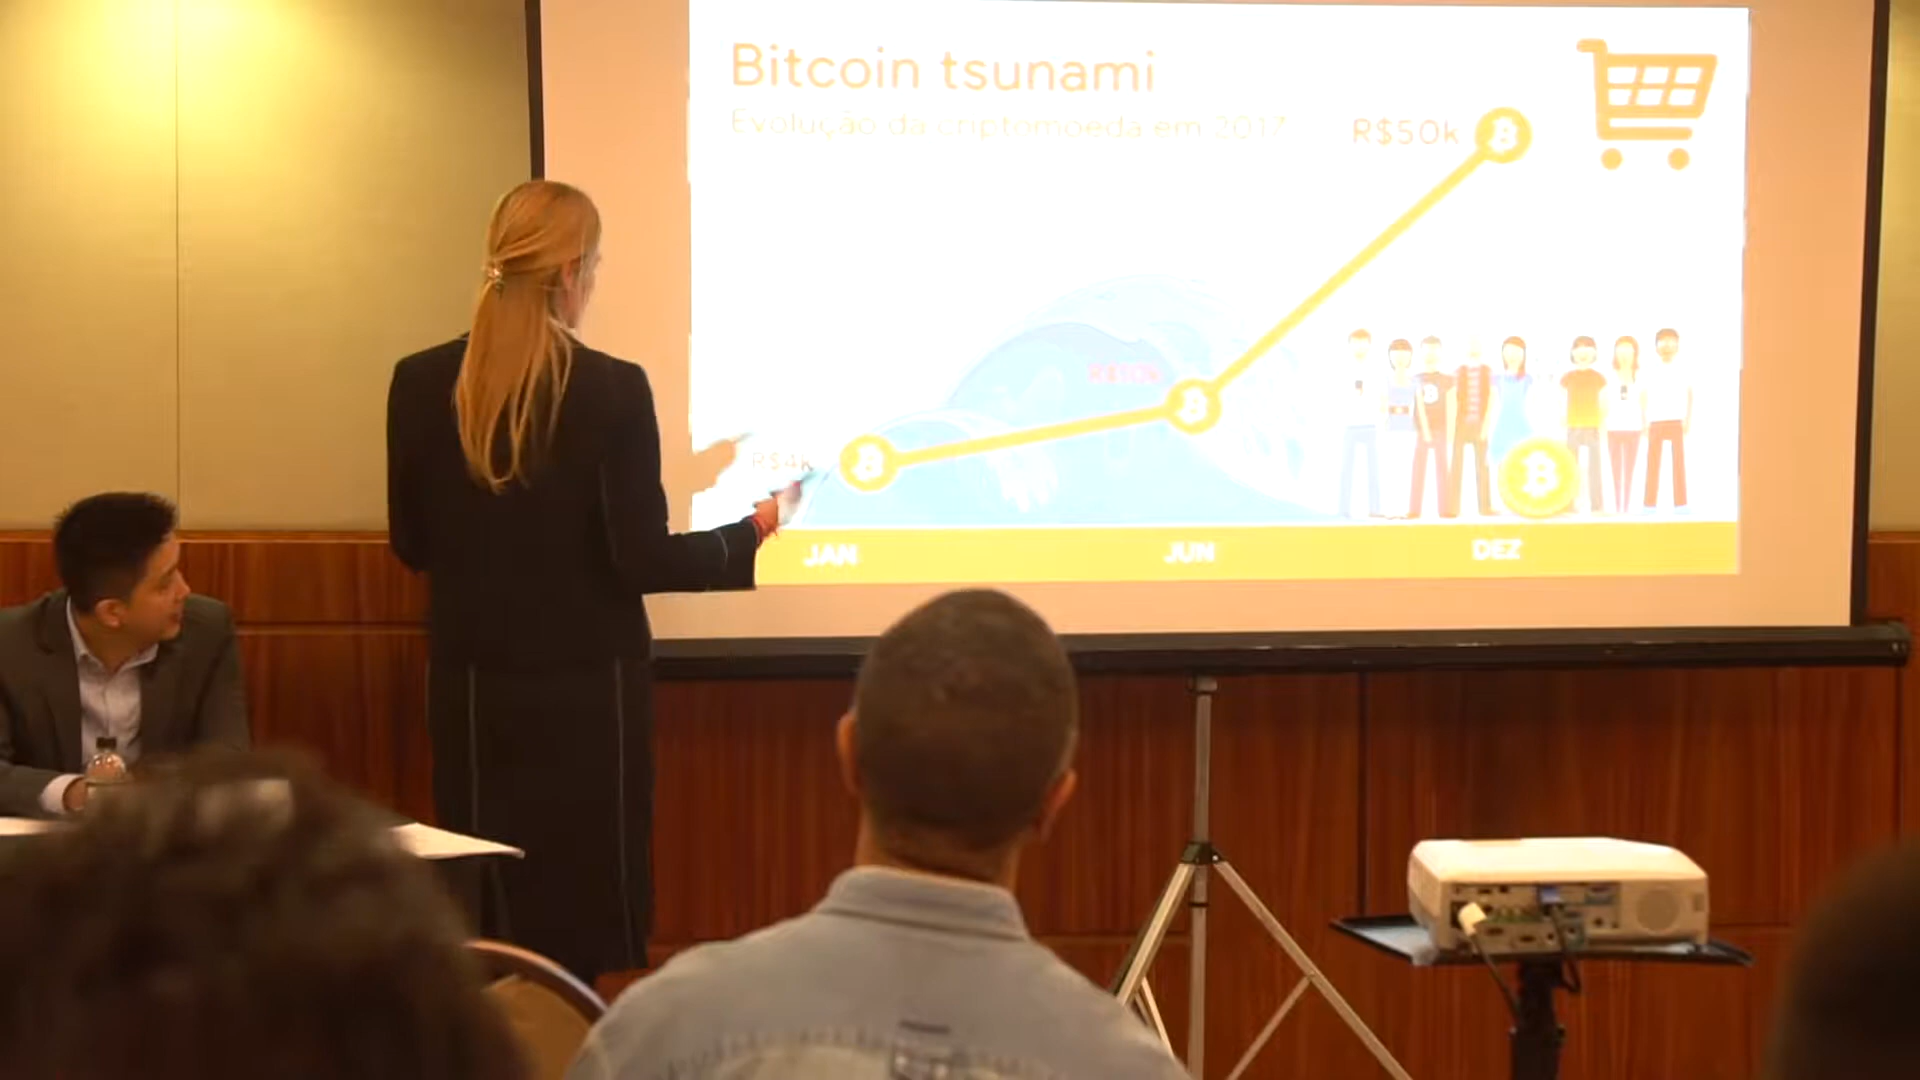 Bitcoin tsunami
Evolução da criptomoeda em 2017
R$50k
R$4k
JAN
JUN
DEZ